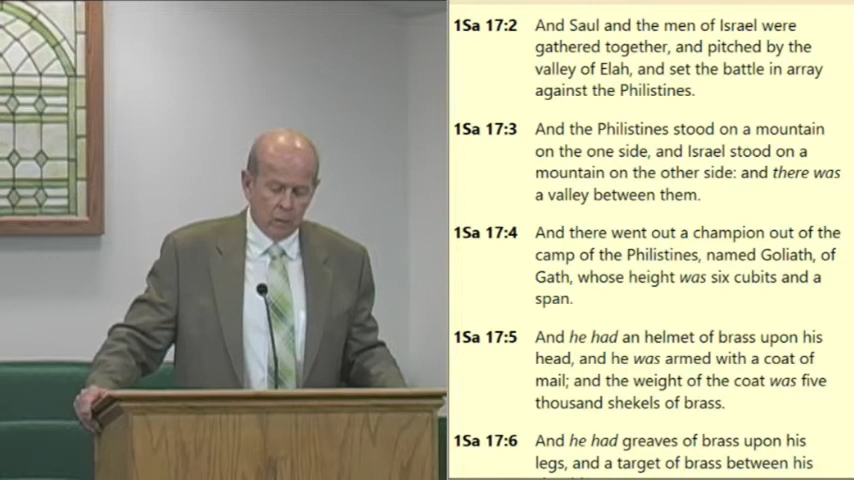 1Sa 17:2 And Saul and the men of Israel were
gathered together, and pitched by the
valley of Elah, and set the battle in array
against the Philistines.
1Sa 17:3 And the Philistines stood on a mountain
on the one side, and Israel stood on a
mountain on the other side: and there was
a valley between them.
1Sa 17:4 And there went out a champion out of the
camp of the Philistines, named Goliath, of
Gath, whose height was six cubits and a
span.
1Sa 17:5 And he had an helmet of brass upon his
head, and he was armed with a coat of
mail; and the weight of the coat was five
thousand shekels of brass.
1Sa 17:6 And he had greaves of brass upon his
legs, and a target of brass between his